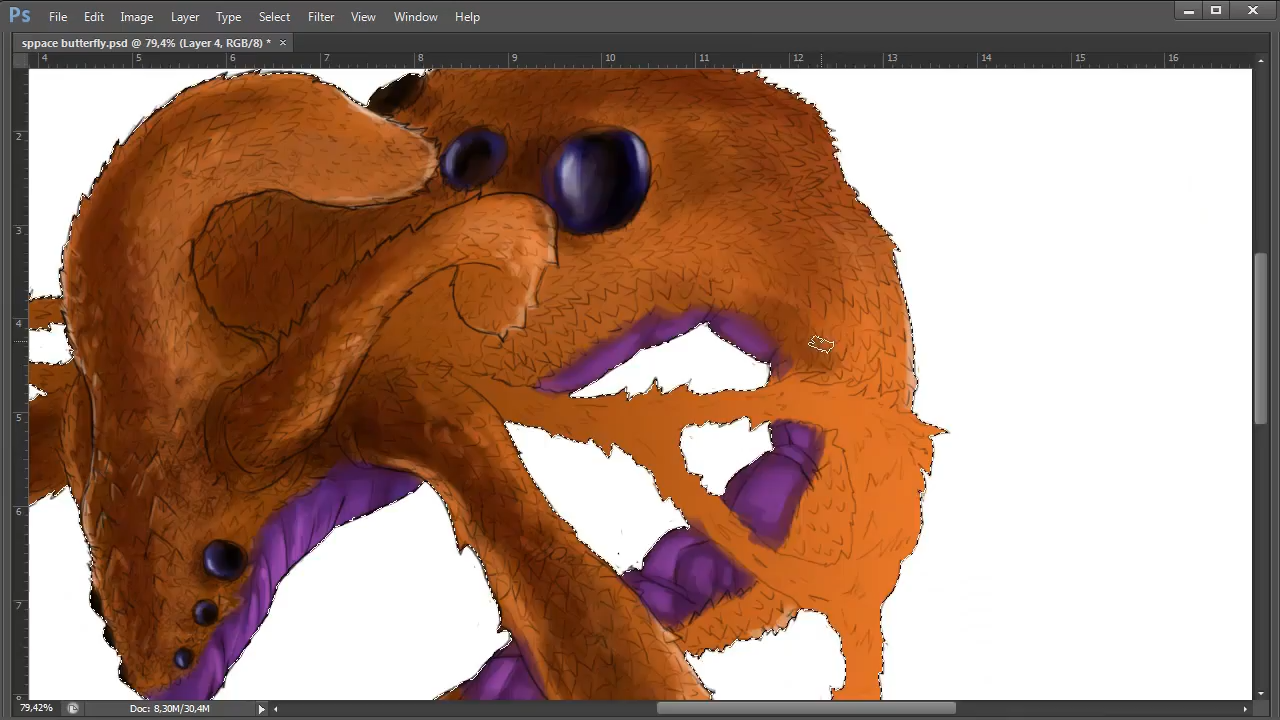 Ps File Edit Image Layer Type Select Filter View Window Help
sppace butterfly.psd @ 79,4% (Layer 4, RGB/8) * ×
4 5 6 7 8 9 10 11 12 13 14 15 16
2
3
4
5
6
7
8
79,42% Doc: 8,30M/30,4M